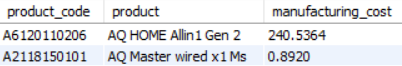 product_code product manufacturing_cost
A6120110206 AQ HOME Allin1 Gen 2 240.5364
A2118150101 AQ Master wired x1 Ms 0.8920